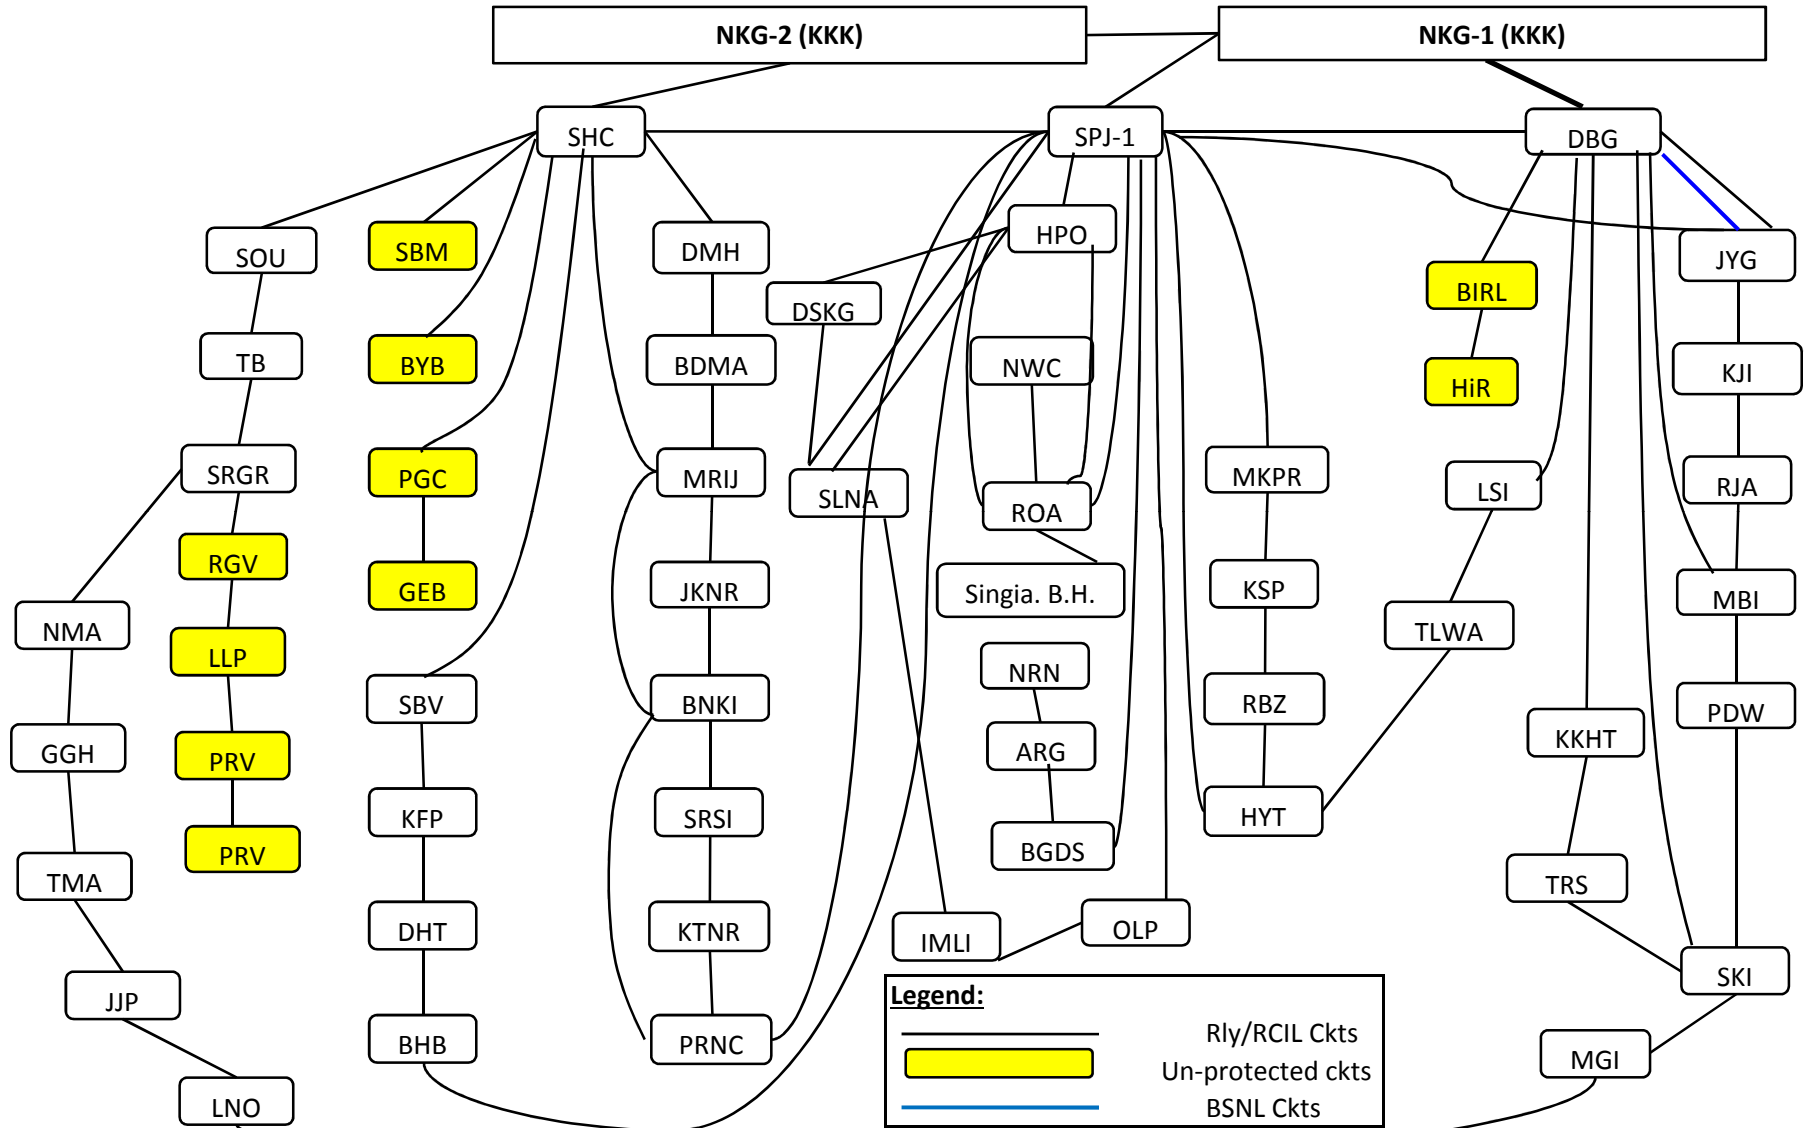 NKG-2 (KKK)
NKG-1 (KKK)
SHC
SPJ-1
DBG
SOU
SBM
DMH
HPO
JYG
DSKG
BIRL
TB
BYB
BDMA
NWC
HiR
KJI
SRGR
PGC
MRIJ
SLNA
ROA
MKPR
LSI
RJA
RGV
GEB
JKNR
Singia. B.H.
KSP
MBI
NMA
LLP
TLWA
NRN
SBV
BNKI
RBZ
PDW
GGH
PRV
ARG
KKHT
KFP
SRSI
HYT
PRV
BGDS
TMA
TRS
DHT
KTNR
IMLI
OLP
SKI
JJP
Legend:
BHB
PRNC
Rly/RCIL Ckts
MGI
Un-protected ckts
LNO
BSNL Ckts